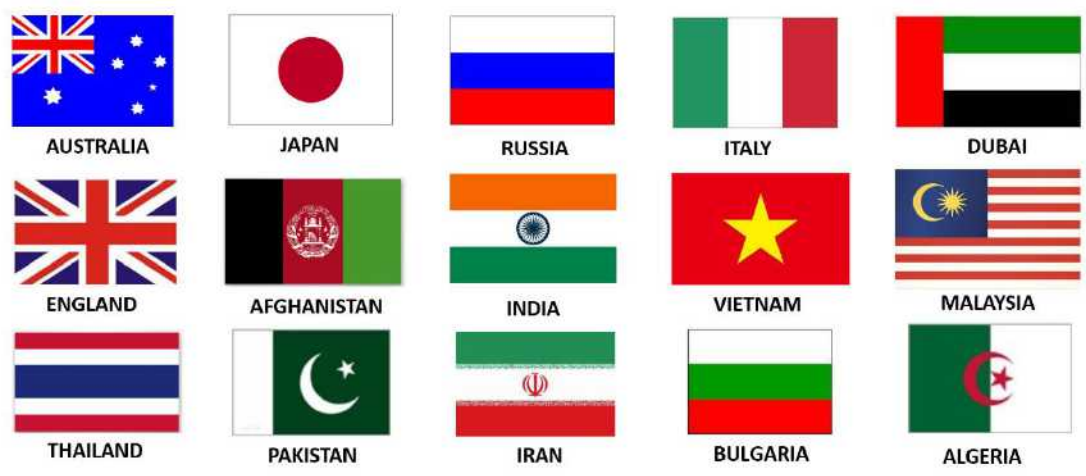 AUSTRALIA JAPAN RUSSIA ITALY DUBAI
ENGLAND AFGHANISTAN INDIA VIETNAM MALAYSIA
THAILAND PAKISTAN IRAN BULGARIA ALGERIA